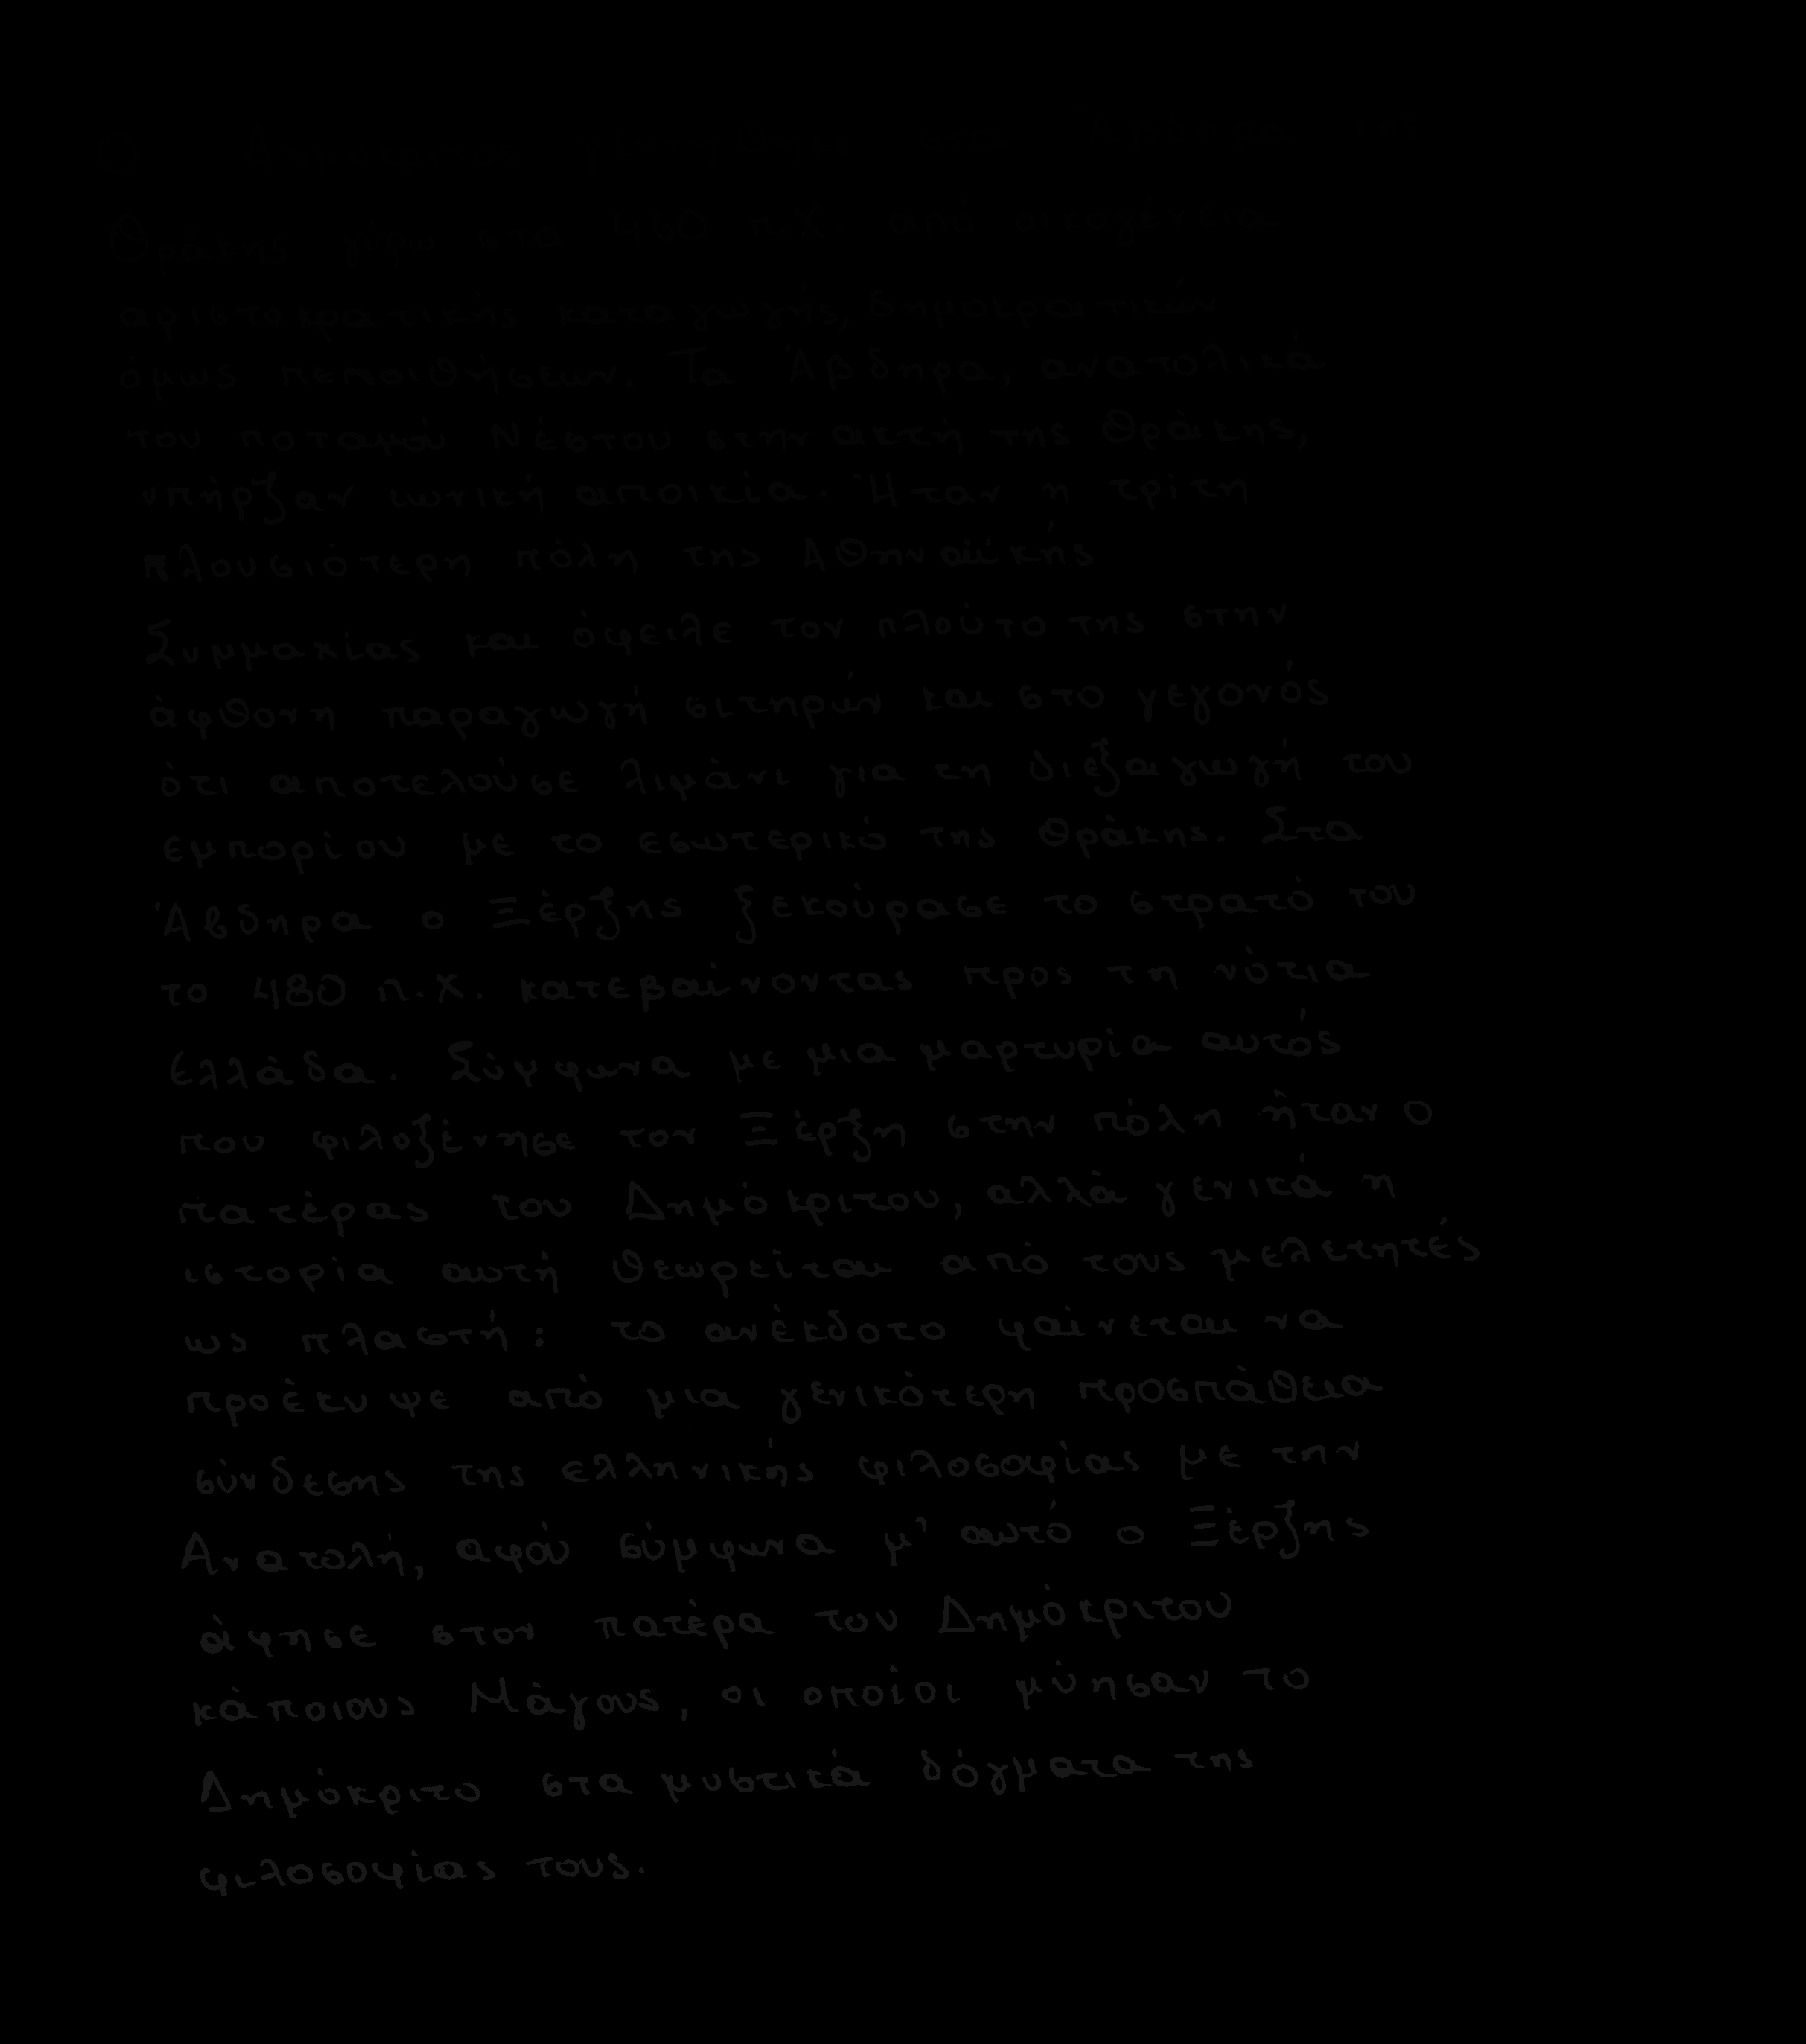 Ο Δημόκριτος γεννήθηκε στα Άβδηρα της
Θράκης γύρω στα 460 π.Χ. από οικογένεια
αριστοκρατικής καταγωγής, δημοκρατικών
όμως πεποιθήσεων. Τα Άβδηρα, ανατολικά
του ποταμού Νέστου στην ακτή της Θράκης,
υπήρξαν ιωνική αποικία. Ήταν η τρίτη
πλουσιότερη πόλη της Αθηναϊκής
Συμμαχίας και όφειλε τον πλούτο της στην
άφθονη παραγωγή σιτηρών και στο γεγονός
ότι αποτελούσε λιμάνι για τη διεξαγωγή του
εμπορίου με το εσωτερικό της Θράκης. Στα
Άβδηρα ο Ξέρξης ξεκούρασε το στρατό του
το 480 π.Χ. κατεβαίνοντας προς τη νότια
Ελλάδα. Σύμφωνα με μια μαρτυρία αυτός
που φιλοξένησε τον Ξέρξη στην πόλη ήταν ο
πατέρας του Δημόκριτου, αλλά γενικά η
ιστορία αυτή θεωρείται από τους μελετητές
ως πλαστή: το ανέκδοτο φαίνεται να
προέκυψε από μια γενικότερη προσπάθεια
σύνδεσης της ελληνικής φιλοσοφίας με την
Ανατολή, αφού σύμφωνα μ' αυτό ο Ξέρξης
άφησε στον πατέρα του Δημόκριτου
κάποιους Μάγους, οι οποίοι μύησαν το
Δημόκριτο στα μυστικά δόγματα της
φιλοσοφίας τους.